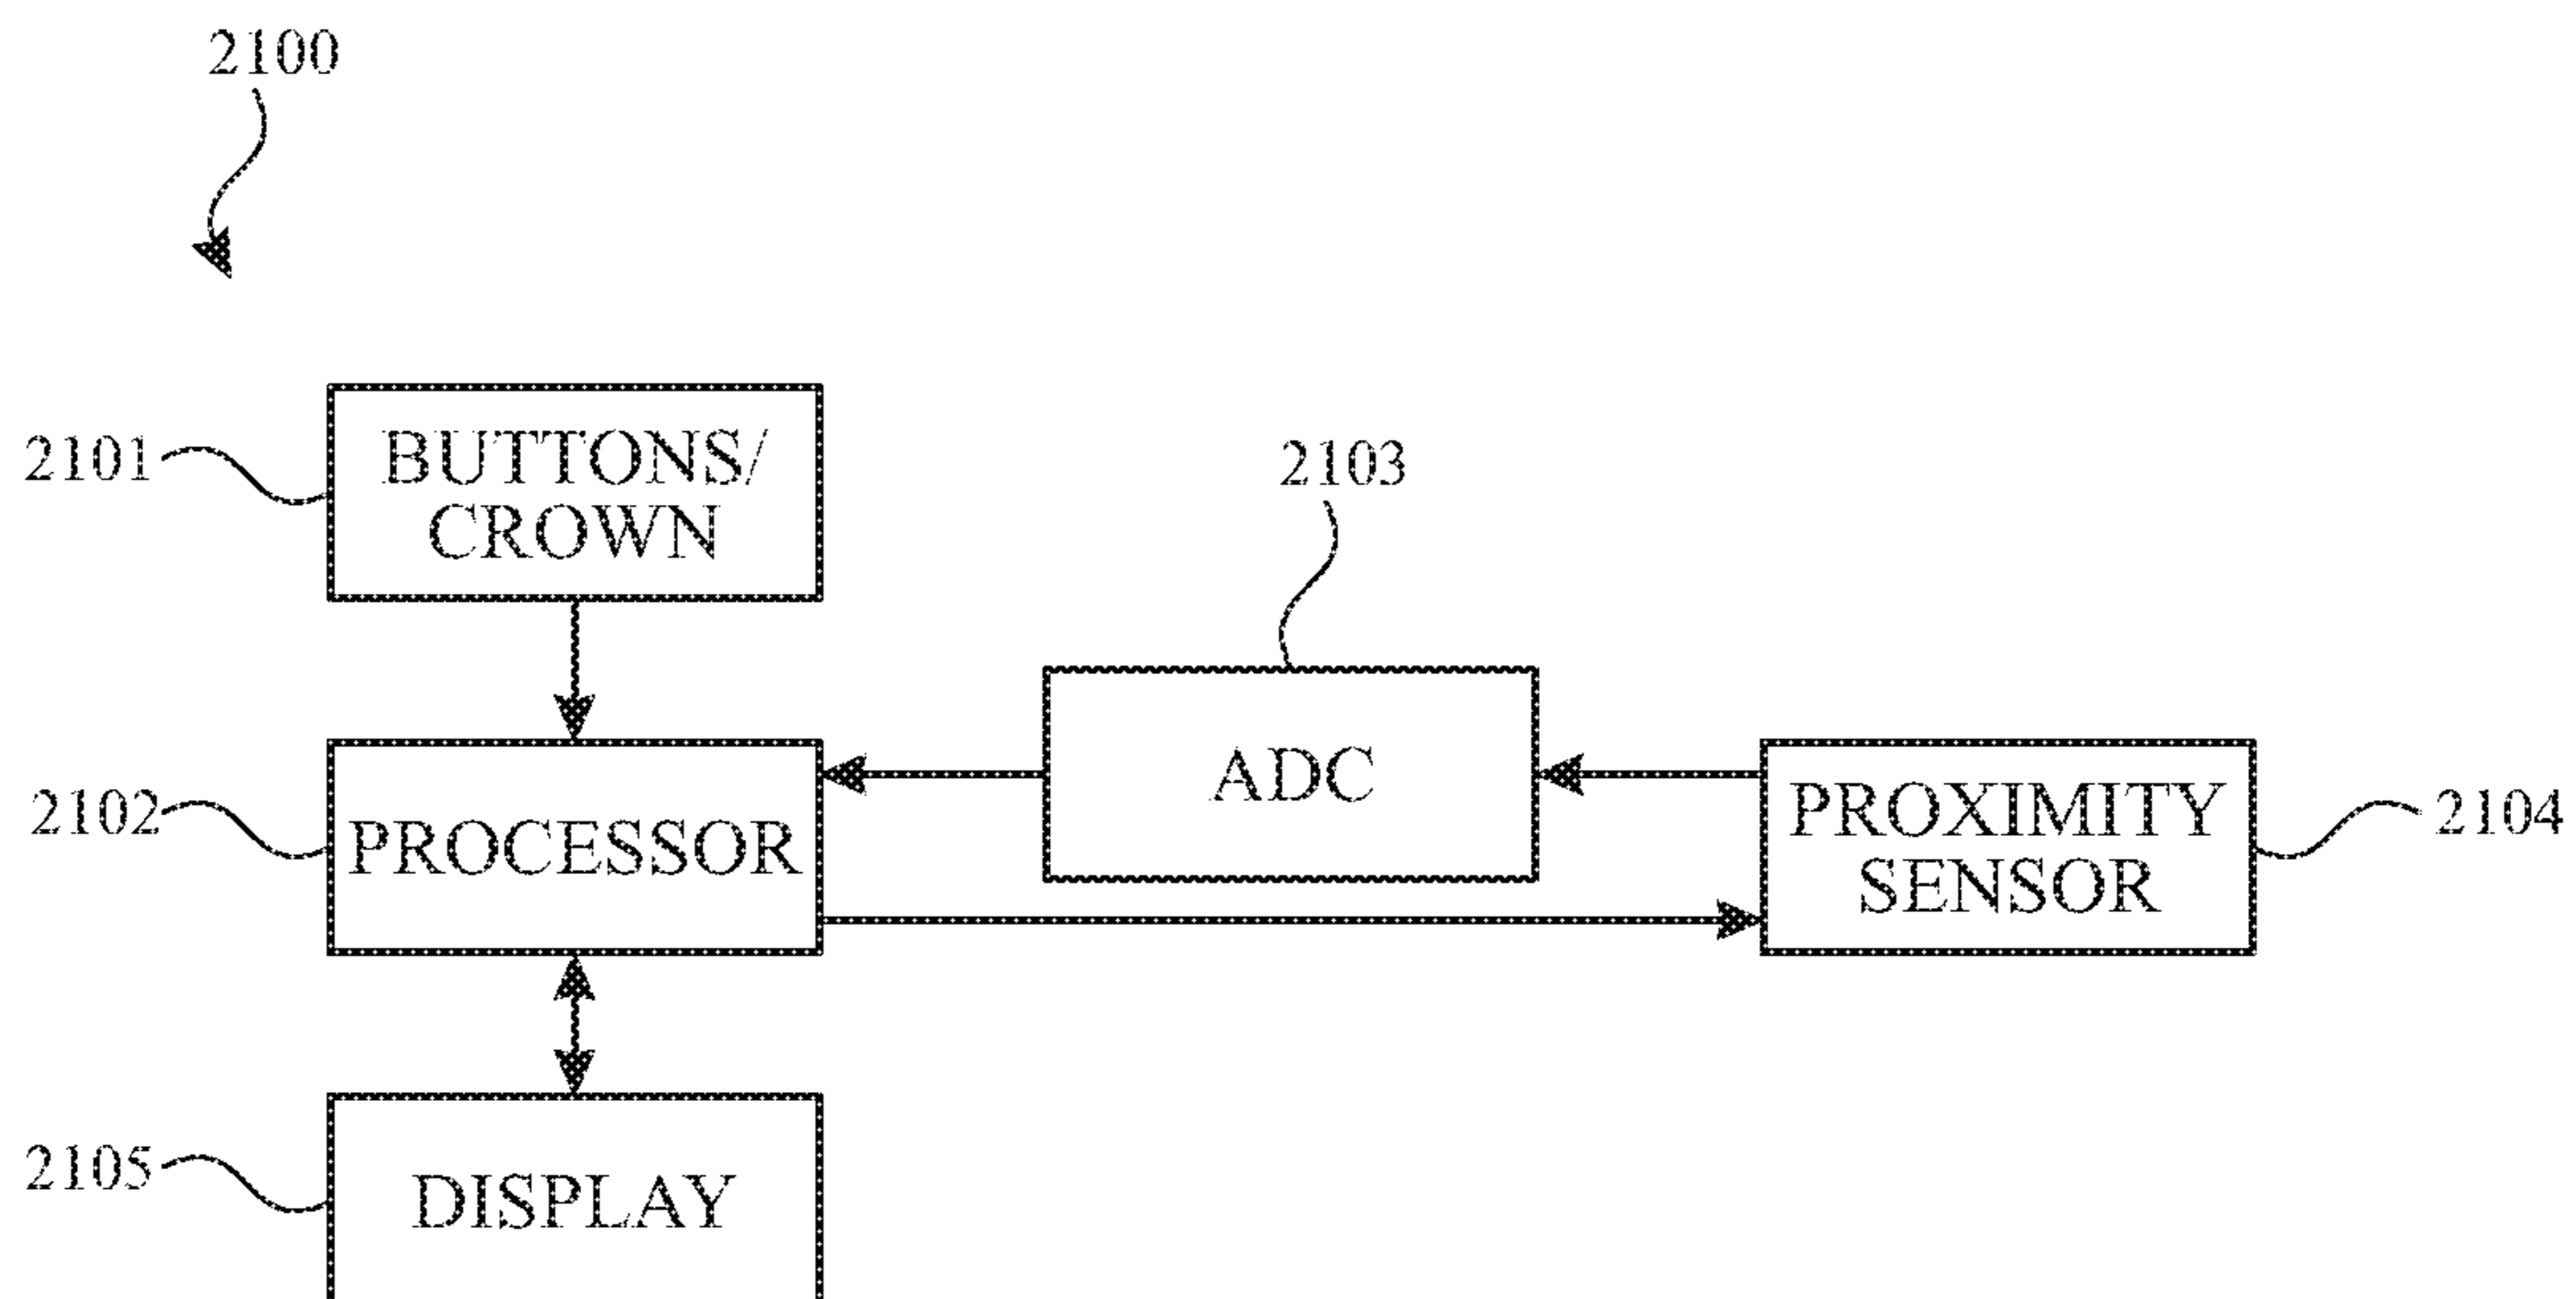 2100
2101
BUTTONS/
CROWN
2103
2102
PROCESSOR
ADC
PROXIMITY
SENSOR
2104
2105
DISPLAY